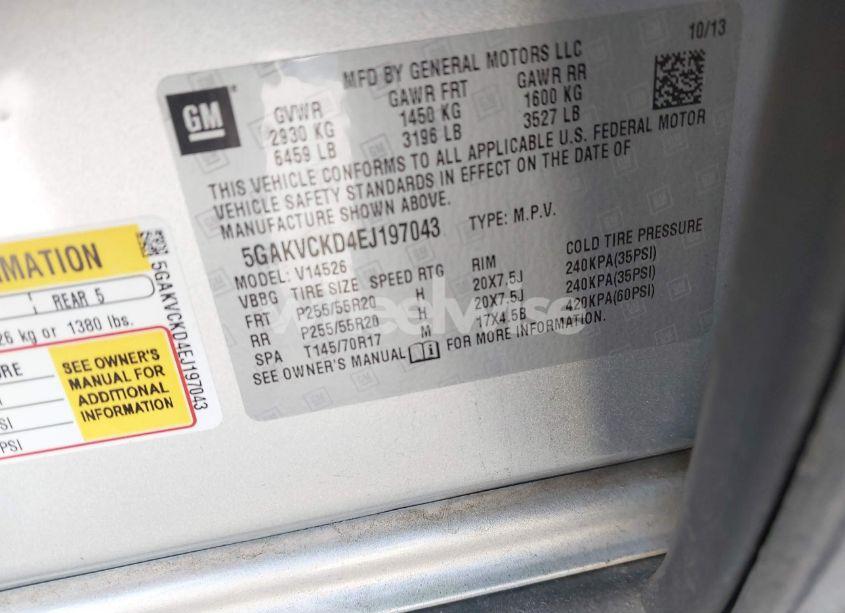 10/13
MFD BY GENERAL MOTORS LLC
GM
GVWR GAWR FRT GAWR RR
2930 KG 1450 KG 1600 KG
6459 LB 3196 LB 3527 LB
THIS VEHICLE CONFORMS TO ALL APPLICABLE U.S. FEDERAL MOTOR
VEHICLE SAFETY STANDARDS IN EFFECT ON THE DATE OF
MANUFACTURE SHOWN ABOVE.
5GAKVCKD4EJ197043 TYPE: M.P.V.
MODEL: V14526
VBBG TIRE SIZE SPEED RTG RIM COLD TIRE PRESSURE
FRT P255/55R20 H 20X7.5J 240KPA(35PSI)
RR P255/55R20 H 20X7.5J 240KPA(35PSI)
SPA T145/70R17 M 17X4.5B 420KPA(60PSI)
SEE OWNER'S MANUAL FOR MORE INFORMATION.
RMATION
REAR 5
26 kg or 1380 lbs.
URE
SEE OWNER'S
MANUAL FOR
ADDITIONAL
INFORMATION
SI
PSI
5GAKVCKD4EJ197043
wheelwise